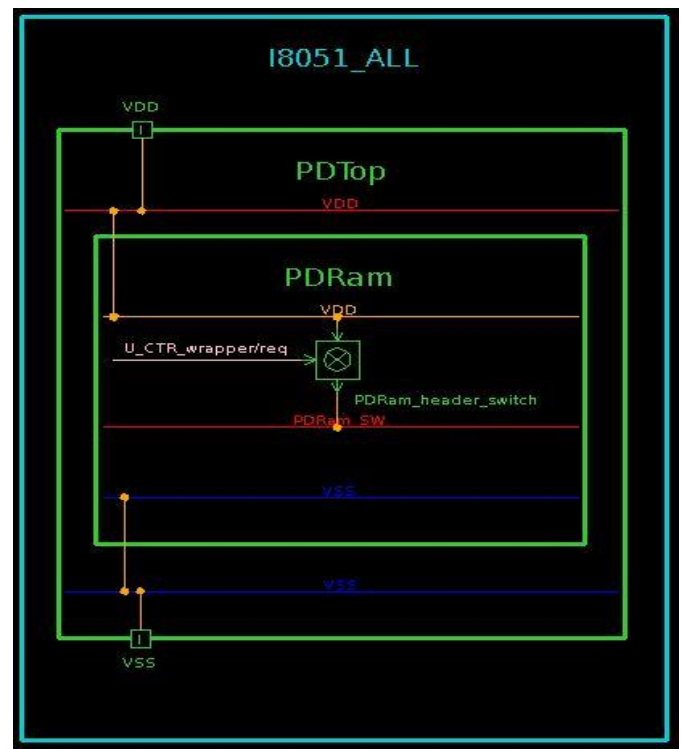 I8051_ALL
VDD
I
PDTop
VDD
PDRam
VDD
U_CTR_wrapper/req
PDRam_header_switch
PDRam_SW
VSS
VSS
I
VSS